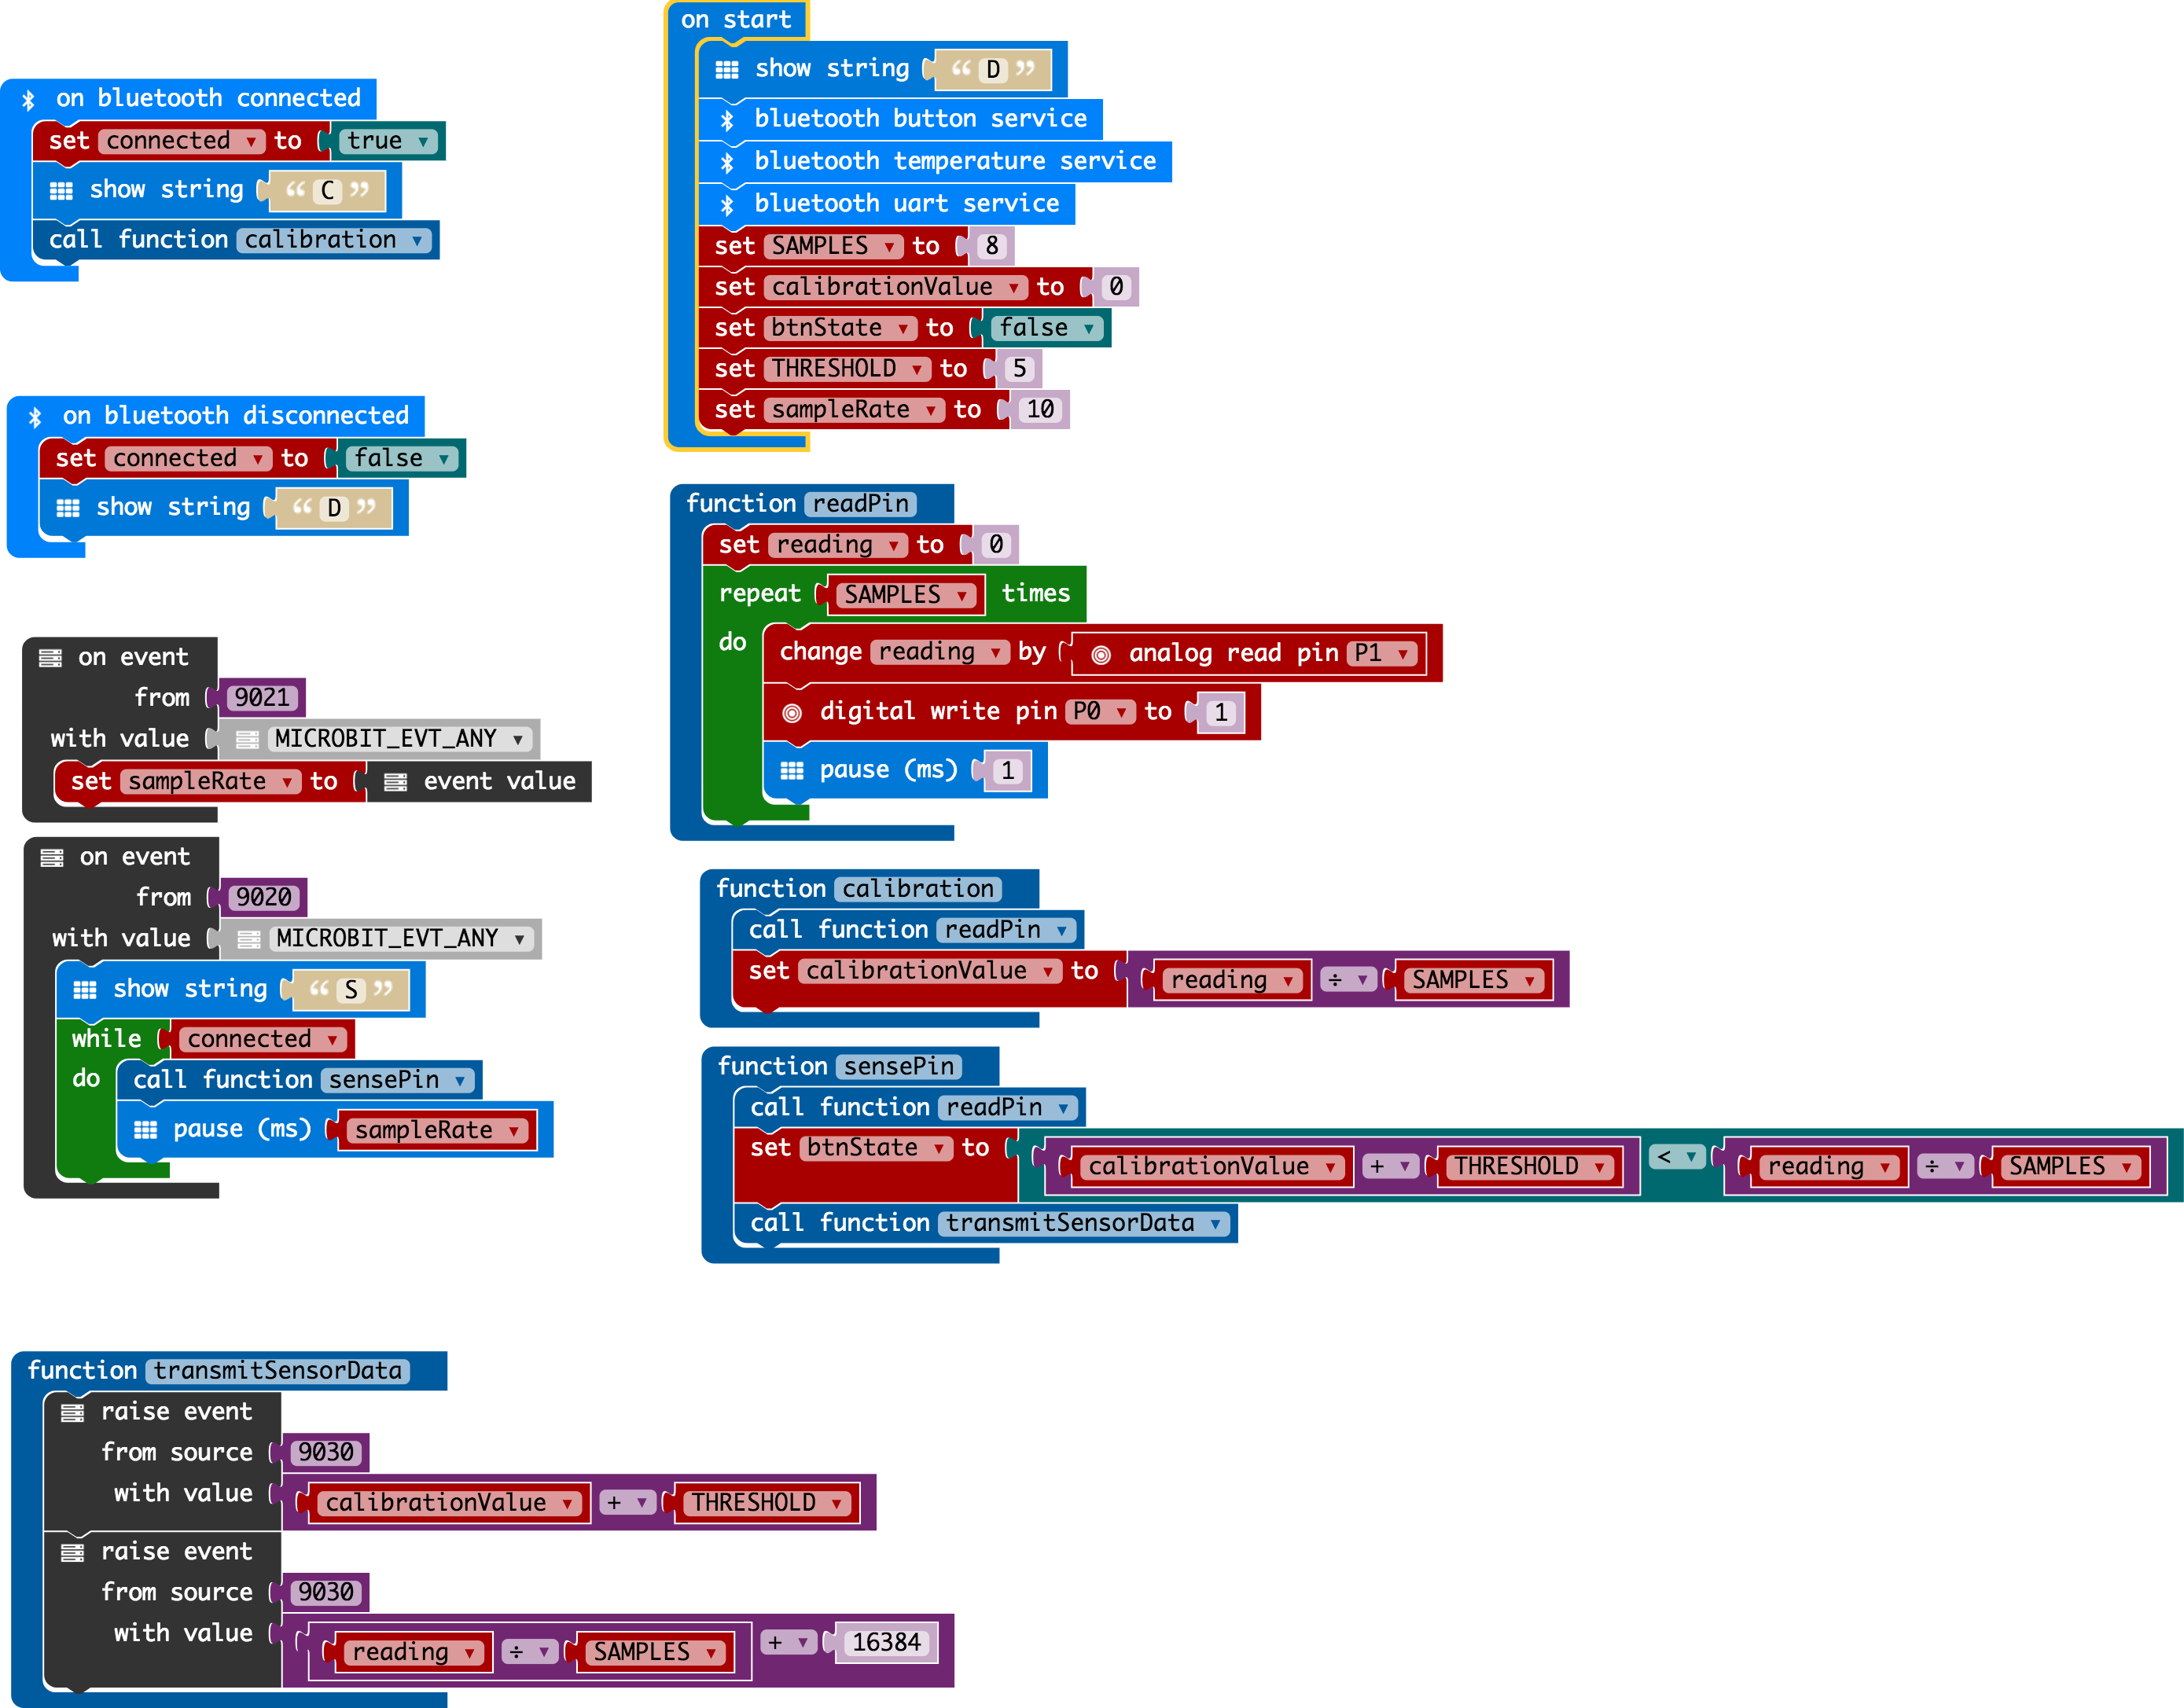 on bluetooth connected
set connected to true
show string “ C ”
call function calibration
on bluetooth disconnected
set connected to false
show string “ D ”
on event
from 9021
with value MICROBIT_EVT_ANY
set sampleRate to event value
on event
from 9020
with value MICROBIT_EVT_ANY
show string “ S ”
while connected
do call function sensePin
pause (ms) sampleRate
on start
show string “ D ”
bluetooth button service
bluetooth temperature service
bluetooth uart service
set SAMPLES to 8
set calibrationValue to 0
set btnState to false
set THRESHOLD to 5
set sampleRate to 10
function readPin
set reading to 0
repeat SAMPLES times
do change reading by analog read pin P1
digital write pin P0 to 1
pause (ms) 1
function calibration
call function readPin
set calibrationValue to reading ÷ SAMPLES
function sensePin
call function readPin
set btnState to calibrationValue + THRESHOLD < reading ÷ SAMPLES
call function transmitSensorData
function transmitSensorData
raise event
from source 9030
with value calibrationValue + THRESHOLD
raise event
from source 9030
with value reading ÷ SAMPLES + 16384